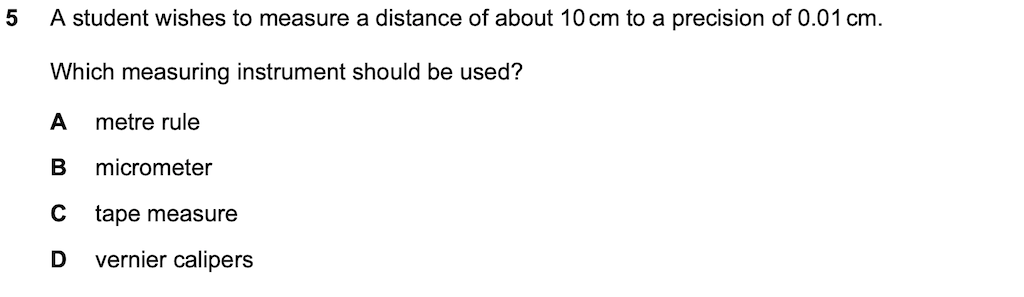 5 A student wishes to measure a distance of about 10 cm to a precision of 0.01 cm.
Which measuring instrument should be used?
A metre rule
B micrometer
C tape measure
D vernier calipers